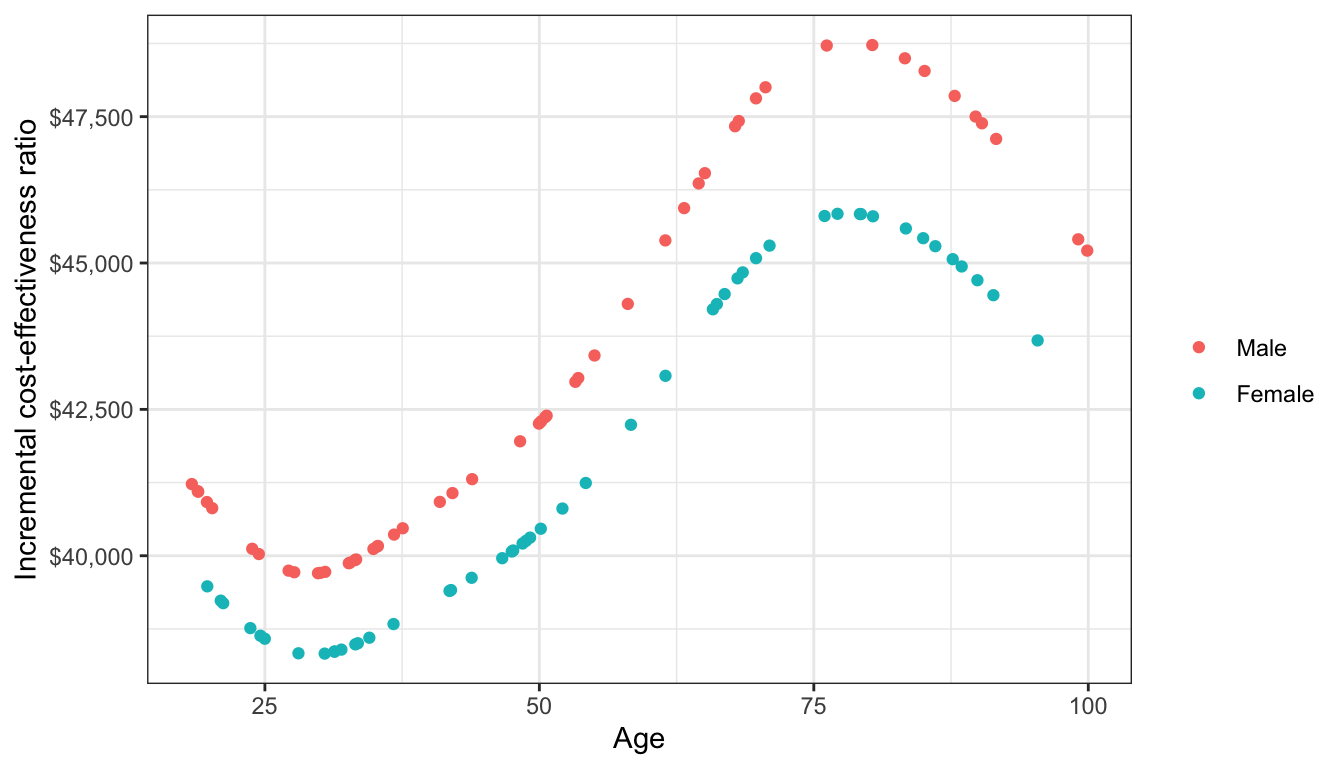 Incremental cost-effectiveness ratio
$47,500
$45,000
$42,500
$40,000
25
50
75
100
Age
Male
Female